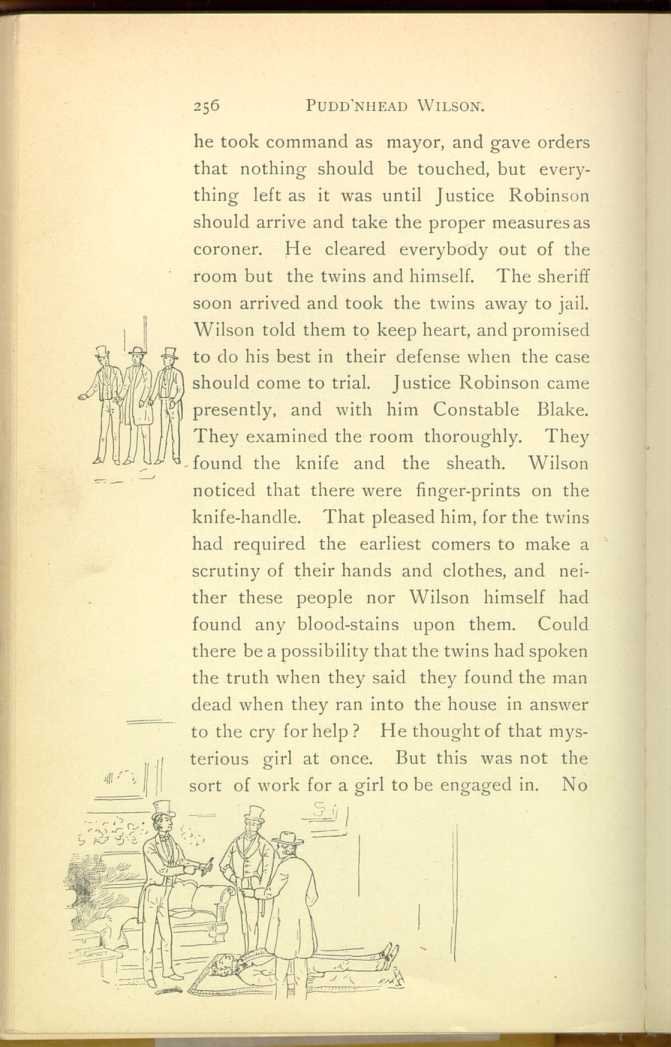 256 PUDD'NHEAD WILSON.
he took command as mayor, and gave orders
that nothing should be touched, but every-
thing left as it was until Justice Robinson
should arrive and take the proper measures as
coroner. He cleared everybody out of the
room but the twins and himself. The sheriff
soon arrived and took the twins away to jail.
Wilson told them to keep heart, and promised
to do his best in their defense when the case
should come to trial. Justice Robinson came
presently, and with him Constable Blake.
They examined the room thoroughly. They
found the knife and the sheath. Wilson
noticed that there were finger-prints on the
knife-handle. That pleased him, for the twins
had required the earliest comers to make a
scrutiny of their hands and clothes, and nei-
ther these people nor Wilson himself had
found any blood-stains upon them. Could
there be a possibility that the twins had spoken
the truth when they said they found the man
dead when they ran into the house in answer
to the cry for help? He thought of that mys-
terious girl at once. But this was not the
sort of work for a girl to be engaged in. No